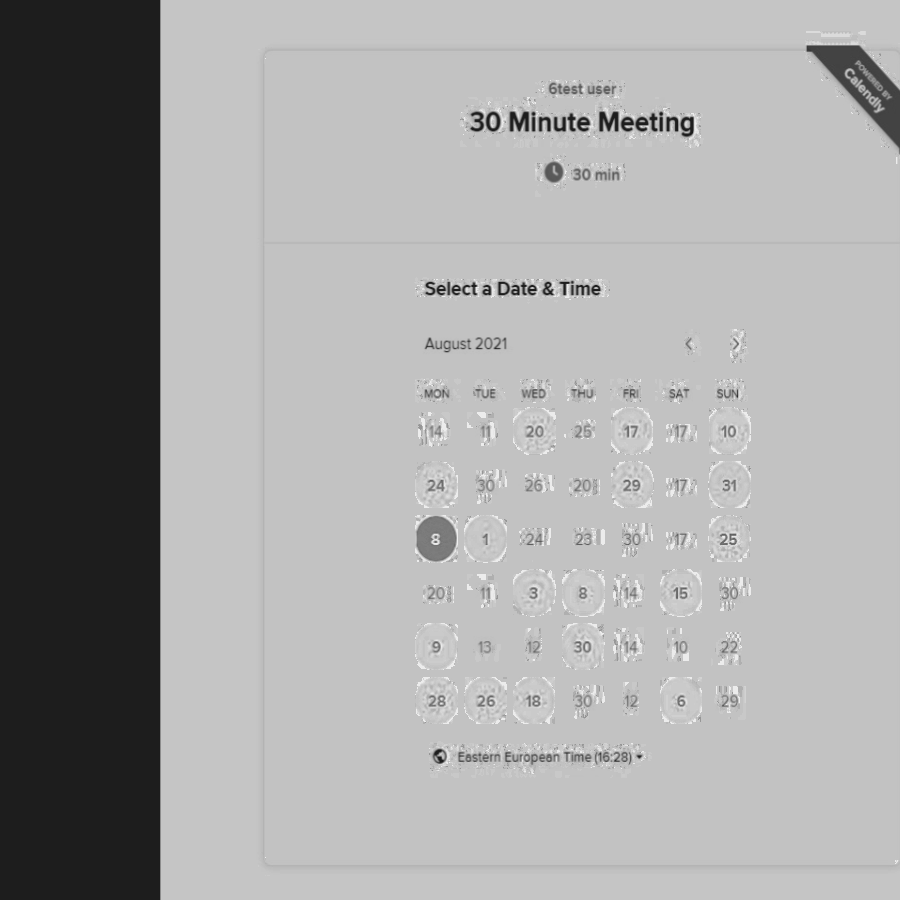 POWERED BY
Calendly
6test user
30 Minute Meeting
30 min
Select a Date & Time
August 2021
MON TUE WED THU FRI SAT SUN
14 11 20 25 17 17 10
24 30 26 20 29 17 31
8 1 24 23 30 17 25
20 11 3 8 14 15 30
9 13 12 30 14 10 22
28 26 18 30 12 6 29
Eastern European Time (16:28)